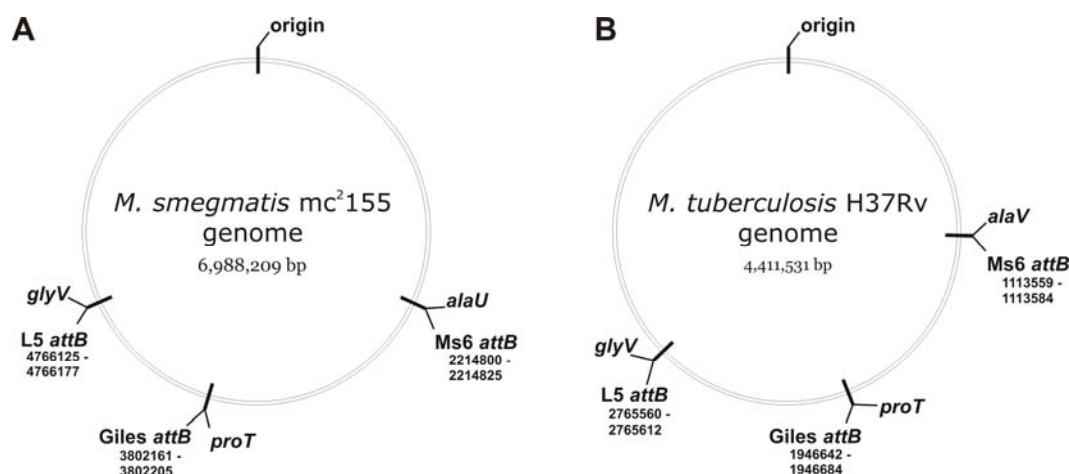 A
origin
M. smegmatis mc²155
genome
6,988,209 bp
glyV
L5 attB
4766125 -
4766177
alaU
Ms6 attB
2214800 -
2214825
Giles attB
3802161 -
3802205
proT
B
origin
M. tuberculosis H37Rv
genome
4,411,531 bp
alaV
Ms6 attB
1113559 -
1113584
glyV
L5 attB
2765560 -
2765612
proT
Giles attB
1946642 -
1946684